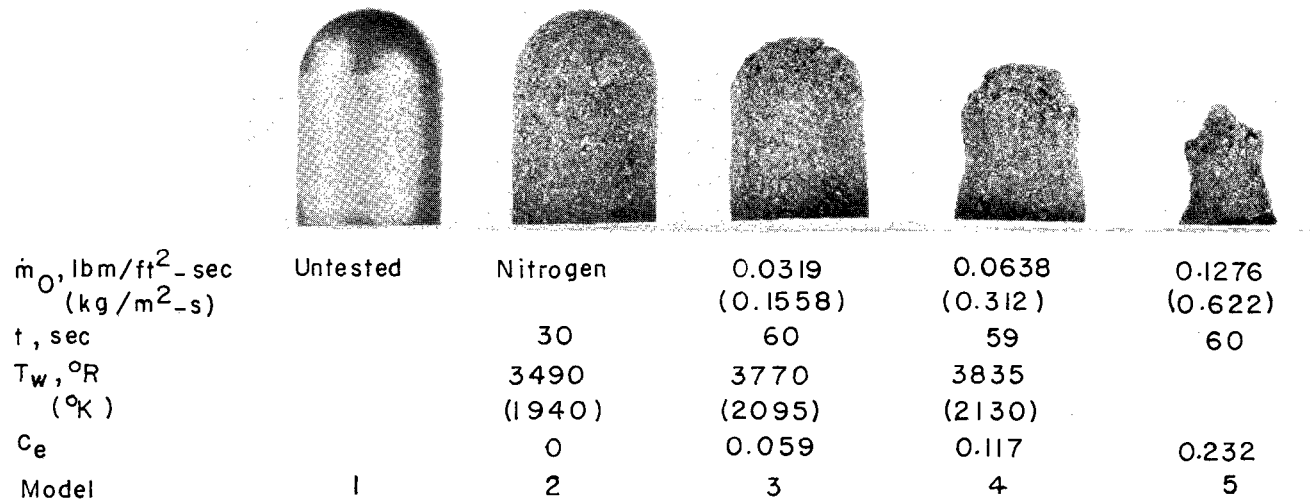 ṁO, lbm/ft²-sec Untested Nitrogen 0.0319 0.0638 0.1276
(kg/m²-s) (0.1558) (0.312) (0.622)
t, sec 30 60 59 60
Tw, °R 3490 3770 3835
(°K) (1940) (2095) (2130)
Ce 0 0.059 0.117 0.232
Model 1 2 3 4 5